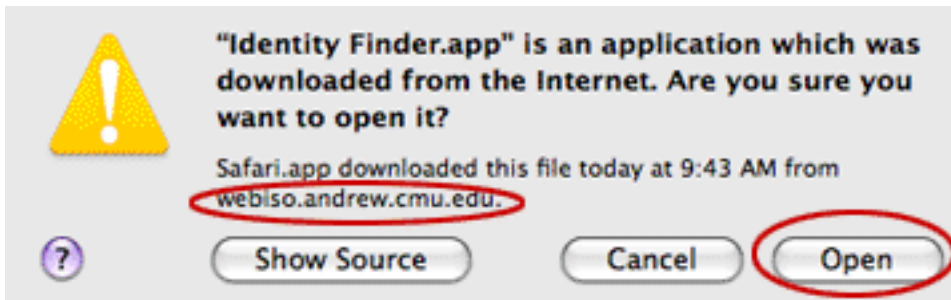 "Identity Finder.app" is an application which was
downloaded from the Internet. Are you sure you
want to open it?
Safari.app downloaded this file today at 9:43 AM from
webiso.andrew.cmu.edu.
? Show Source Cancel Open